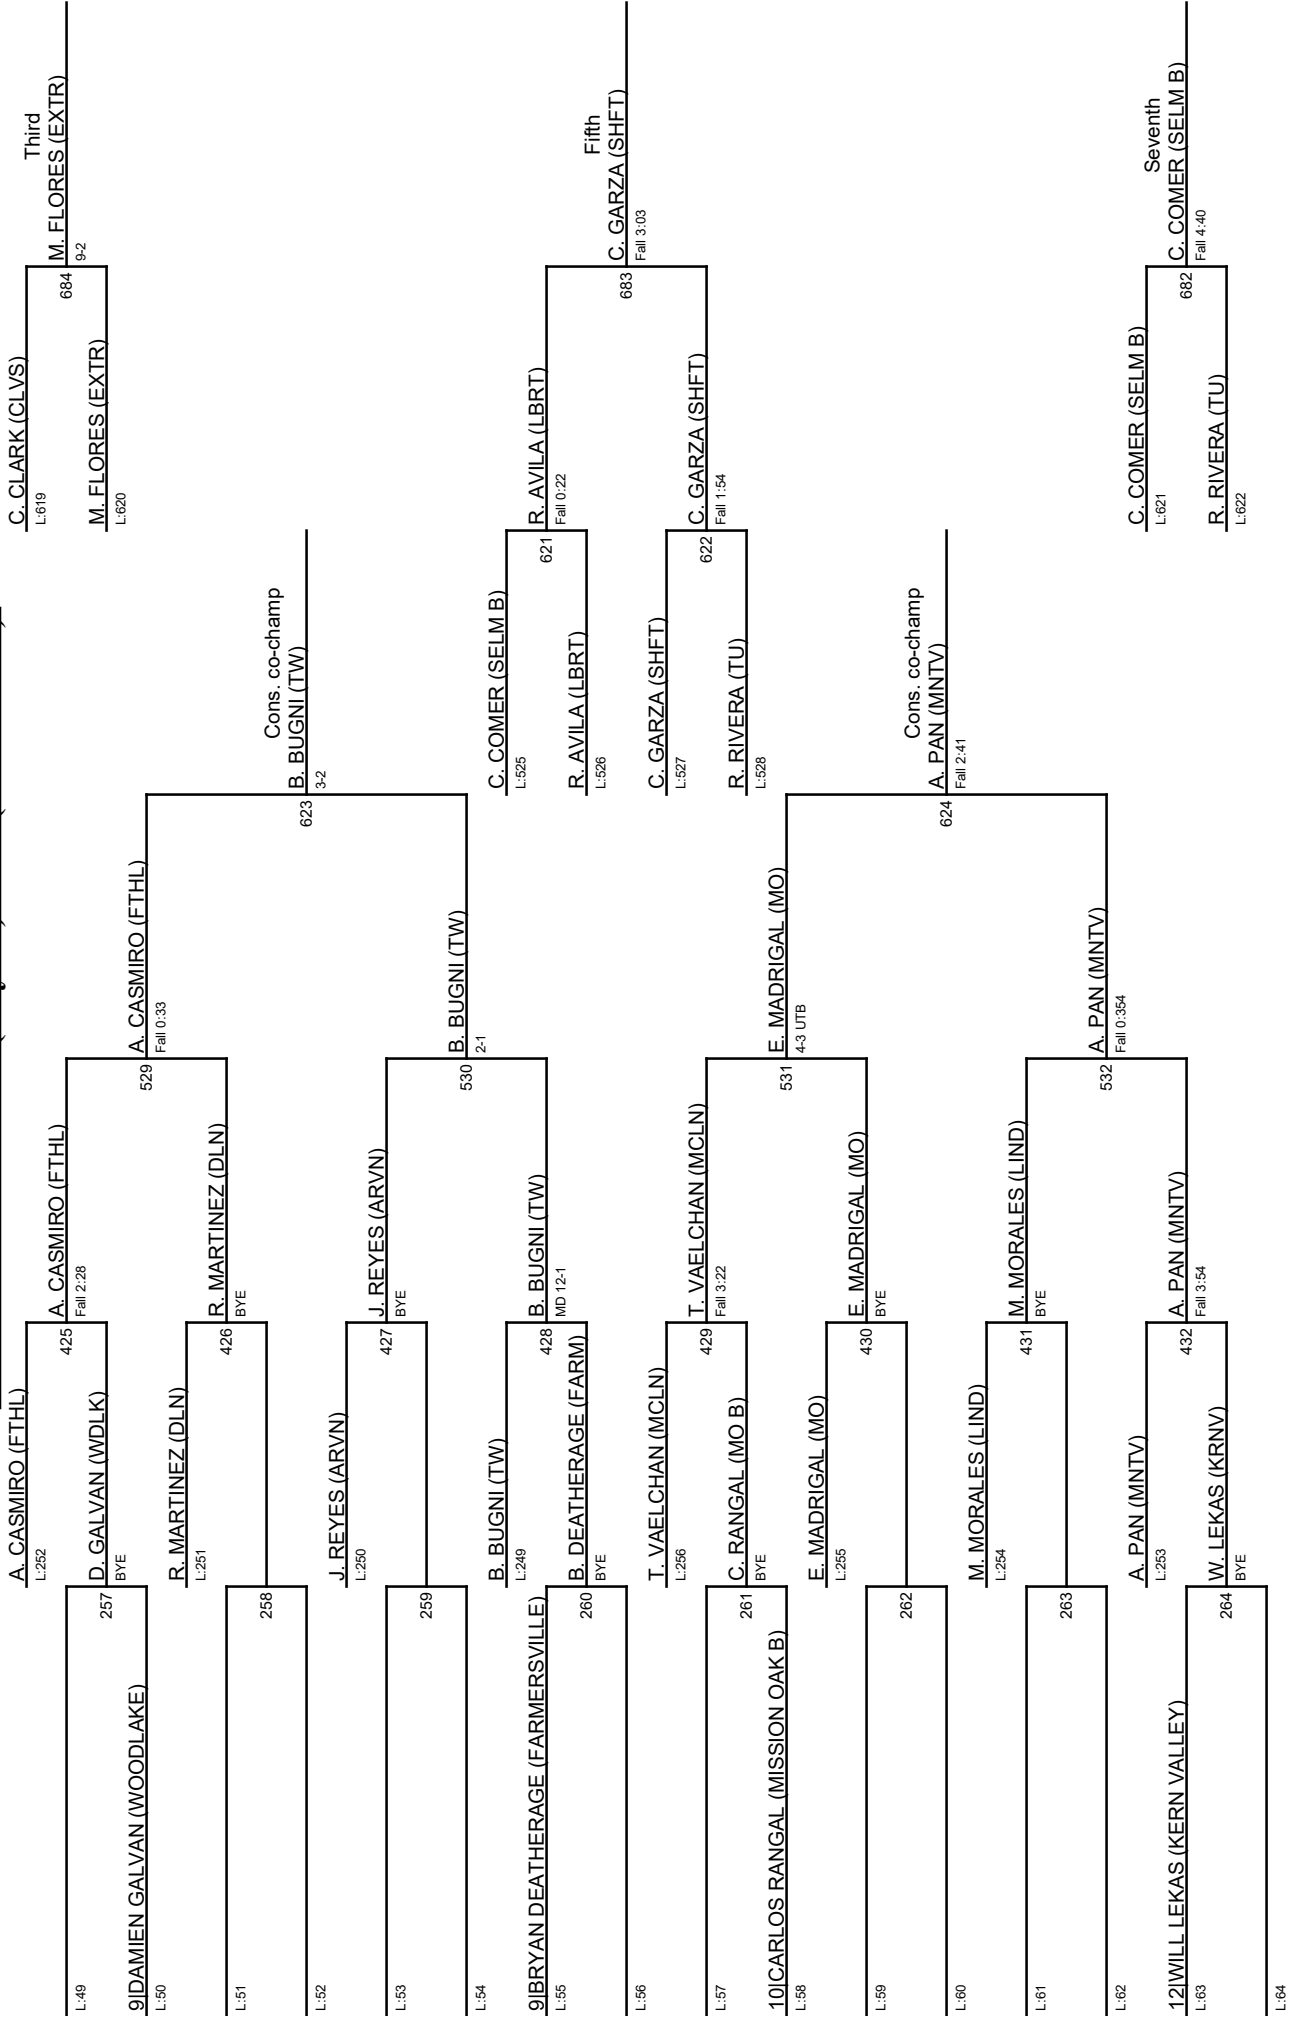 L:49
9|DAMIEN GALVAN (WOODLAKE)
L:50
L:51
L:52
L:53
L:54
9|BRYAN DEATHERAGE (FARMERSVILLE)
L:55
L:56
L:57
10|CARLOS RANGAL (MISSION OAK B)
L:58
L:59
L:60
L:61
L:62
12|WILL LEKAS (KERN VALLEY)
L:63
L:64
257
258
259
260
261
262
263
264
A. CASMIRO (FTHL)
L:252
D. GALVAN (WDLK)
BYE
R. MARTINEZ (DLN)
L:251
J. REYES (ARVN)
L:250
B. BUGNI (TW)
L:249
B. DEATHERAGE (FARM)
BYE
T. VAELCHAN (MCLN)
L:256
C. RANGAL (MO B)
BYE
E. MADRIGAL (MO)
L:255
M. MORALES (LIND)
L:254
A. PAN (MNTV)
L:253
W. LEKAS (KRNV)
BYE
425
426
427
428
429
430
431
432
A. CASMIRO (FTHL)
Fall 2:28
R. MARTINEZ (DLN)
BYE
J. REYES (ARVN)
BYE
B. BUGNI (TW)
MD 12-1
T. VAELCHAN (MCLN)
Fall 3:22
E. MADRIGAL (MO)
BYE
M. MORALES (LIND)
BYE
A. PAN (MNTV)
Fall 3:54
529
530
531
532
A. CASMIRO (FTHL)
Fall 0:33
B. BUGNI (TW)
2-1
E. MADRIGAL (MO)
4-3 UTB
A. PAN (MNTV)
Fall 0:354
623
624
Cons. co-champ
B. BUGNI (TW)
3-2
C. COMER (SELM B)
L:525
R. AVILA (LBRT)
L:526
C. GARZA (SHFT)
L:527
R. RIVERA (TU)
L:528
Cons. co-champ
A. PAN (MNTV)
Fall 2:41
621
622
C. CLARK (CLVS)
L:619
M. FLORES (EXTR)
L:620
R. AVILA (LBRT)
Fall 0:22
C. GARZA (SHFT)
Fall 1:54
C. COMER (SELM B)
L:621
R. RIVERA (TU)
L:622
684
683
682
Third
M. FLORES (EXTR)
9-2
Fifth
C. GARZA (SHFT)
Fall 3:03
Seventh
C. COMER (SELM B)
Fall 4:40